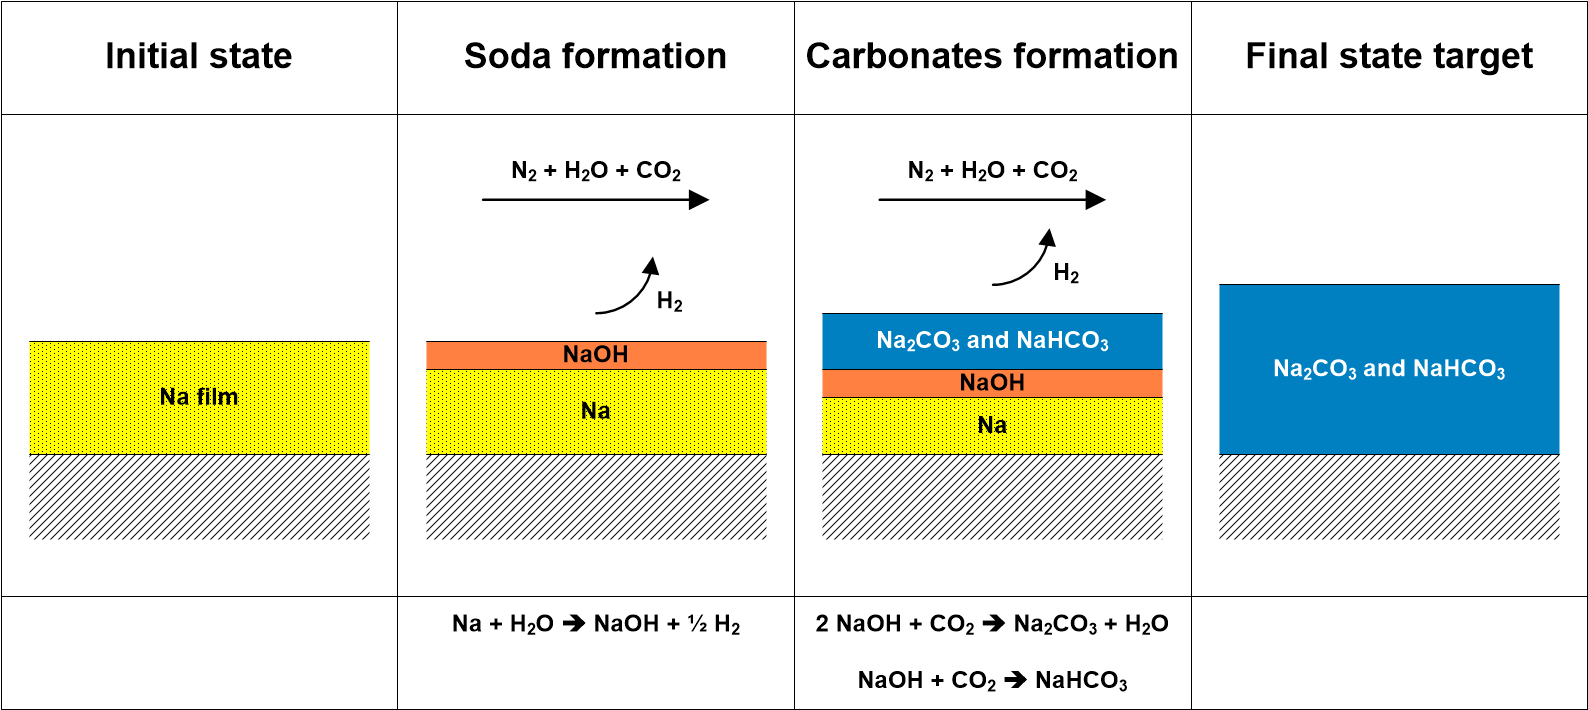 Initial state
Soda formation
Carbonates formation
Final state target
Na film
N₂ + H₂O + CO₂
H₂
NaOH
Na
N₂ + H₂O + CO₂
H₂
Na₂CO₃ and NaHCO₃
NaOH
Na
Na₂CO₃ and NaHCO₃
Na + H₂O 🡺 NaOH + ½ H₂
2 NaOH + CO₂ 🡺 Na₂CO₃ + H₂O
NaOH + CO₂ 🡺 NaHCO₃